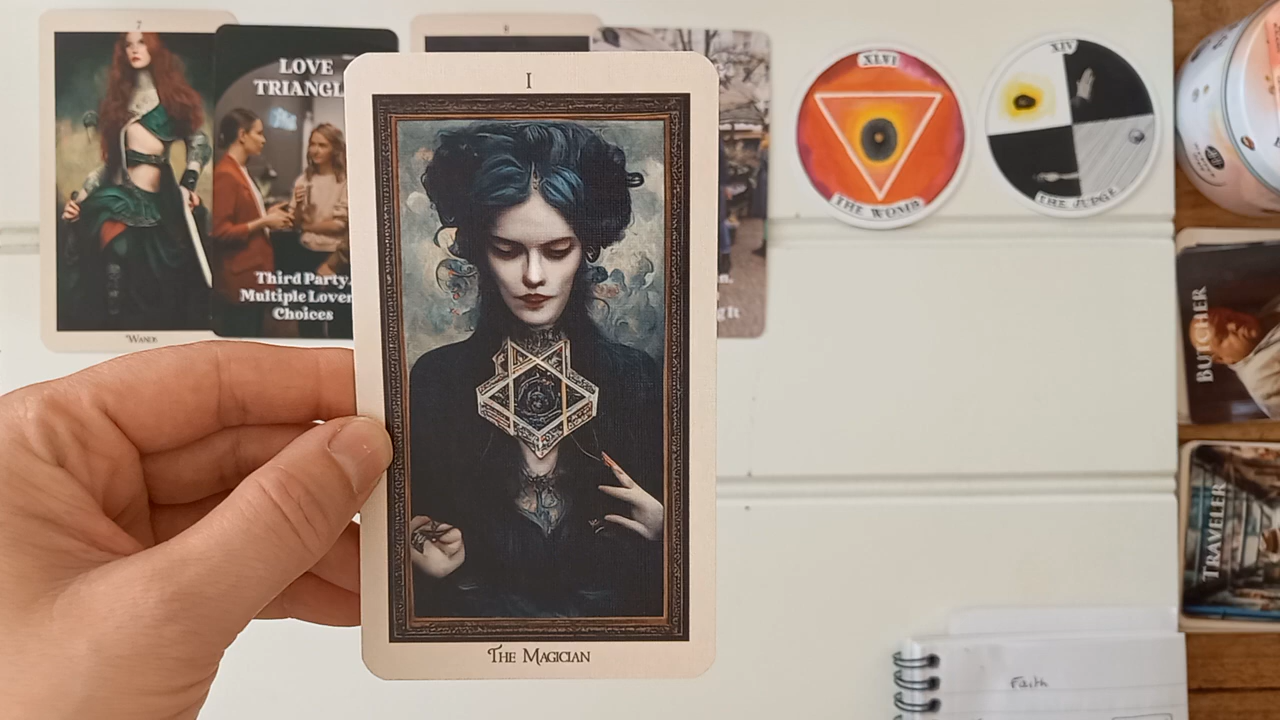 7
LOVE
TRIANGL
Third Party.
Multiple Lover
Choices
WANDS
8
I
THE MAGICIAN
XLVI
THE WOMB
XIV
THE JUDGE
BUTCHER
TRAVELER
Faith